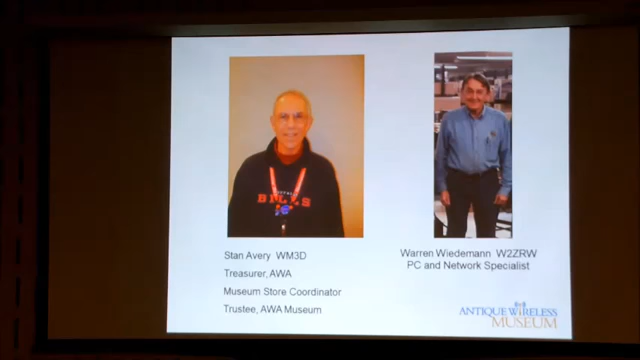 BILLS
Stan Avery WM3D
Treasurer, AWA
Museum Store Coordinator
Trustee, AWA Museum
Warren Wiedemann W2ZRW
PC and Network Specialist
ANTIQUE WIRELESS
MUSEUM